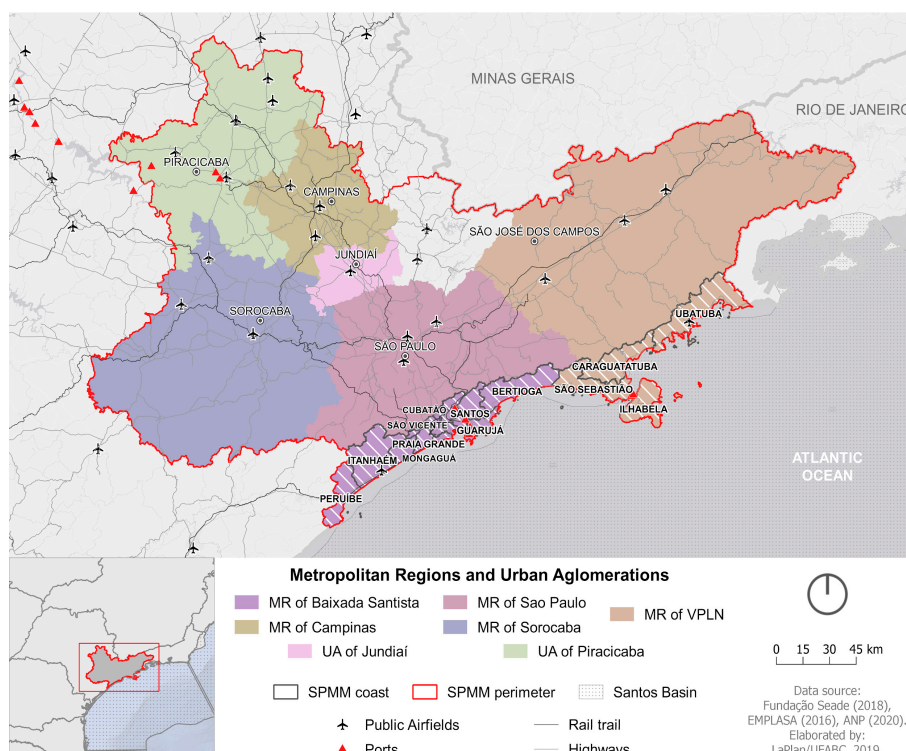 MINAS GERAIS
RIO DE JANEIRO
PIRACICABA
CAMPINAS
SÃO JOSÉ DOS CAMPOS
JUNDIAÍ
SOROCABA
UBATUBA
SÃO PAULO
CARAGUATATUBA
SÃO SEBASTIÃO
BERTIOGA
ILHABELA
CUBATÃO
SANTOS
SÃO VICENTE
GUARUJÁ
PRAIA GRANDE
ITANHAÉM
MONGAGUÁ
ATLANTIC
OCEAN
PERUÍBE
Metropolitan Regions and Urban Aglomerations
MR of Baixada Santista
MR of Sao Paulo
MR of VPLN
MR of Campinas
MR of Sorocaba
UA of Jundiaí
UA of Piracicaba
0 15 30 45 km
SPMM coast
SPMM perimeter
Santos Basin
Data source:
Fundação Seade (2018),
EMPLASA (2016), ANP (2020).
Elaborated by:
LaPlan/UFABC, 2019
Public Airfields
Rail trail
Ports
Highways